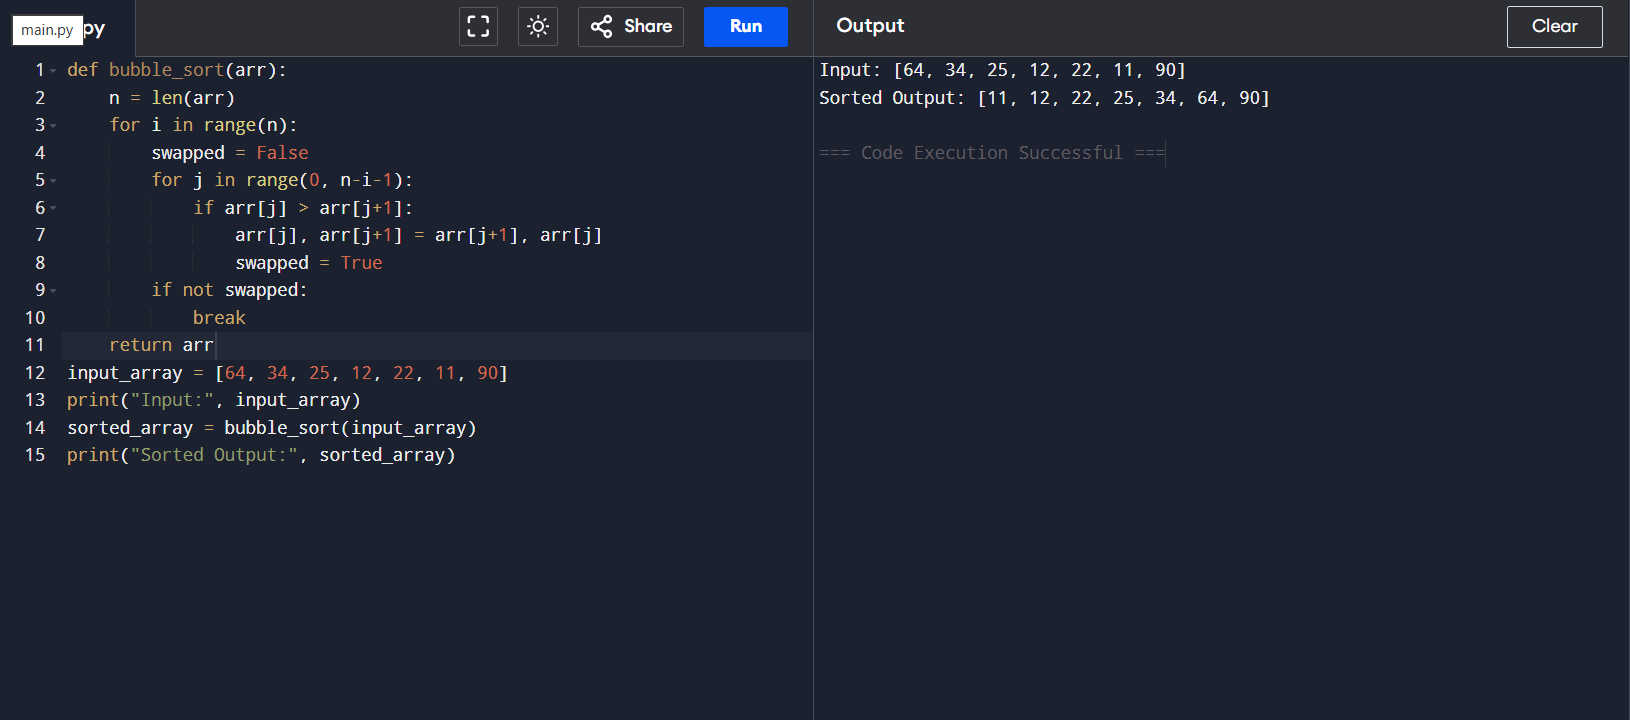 main.py py Share Run Output Clear
1 def bubble_sort(arr):
2     n = len(arr)
3     for i in range(n):
4         swapped = False
5         for j in range(0, n-i-1):
6             if arr[j] > arr[j+1]:
7                 arr[j], arr[j+1] = arr[j+1], arr[j]
8                 swapped = True
9         if not swapped:
10             break
11     return arr
12 input_array = [64, 34, 25, 12, 22, 11, 90]
13 print("Input:", input_array)
14 sorted_array = bubble_sort(input_array)
15 print("Sorted Output:", sorted_array)
Input: [64, 34, 25, 12, 22, 11, 90]
Sorted Output: [11, 12, 22, 25, 34, 64, 90]
=== Code Execution Successful ===